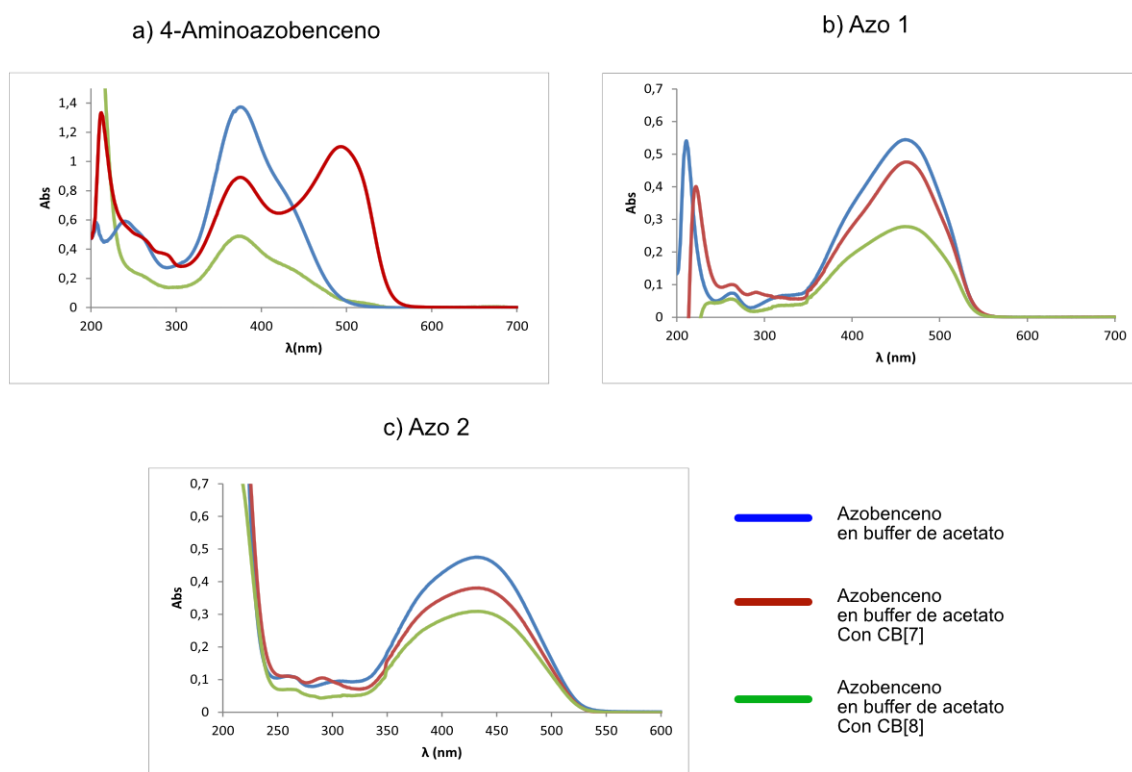 a) 4-Aminoazobenceno
1,4
1,2
1
0,8
0,6
0,4
0,2
0
Abs
200 300 400 500 600 700
λ(nm)
b) Azo 1
0,7
0,6
0,5
0,4
0,3
0,2
0,1
0
Abs
200 300 400 500 600 700
λ (nm)
c) Azo 2
0,7
0,6
0,5
0,4
0,3
0,2
0,1
0
Abs
200 250 300 350 400 450 500 550 600
λ (nm)
Azobenceno
en buffer de acetato
Azobenceno
en buffer de acetato
Con CB[7]
Azobenceno
en buffer de acetato
Con CB[8]